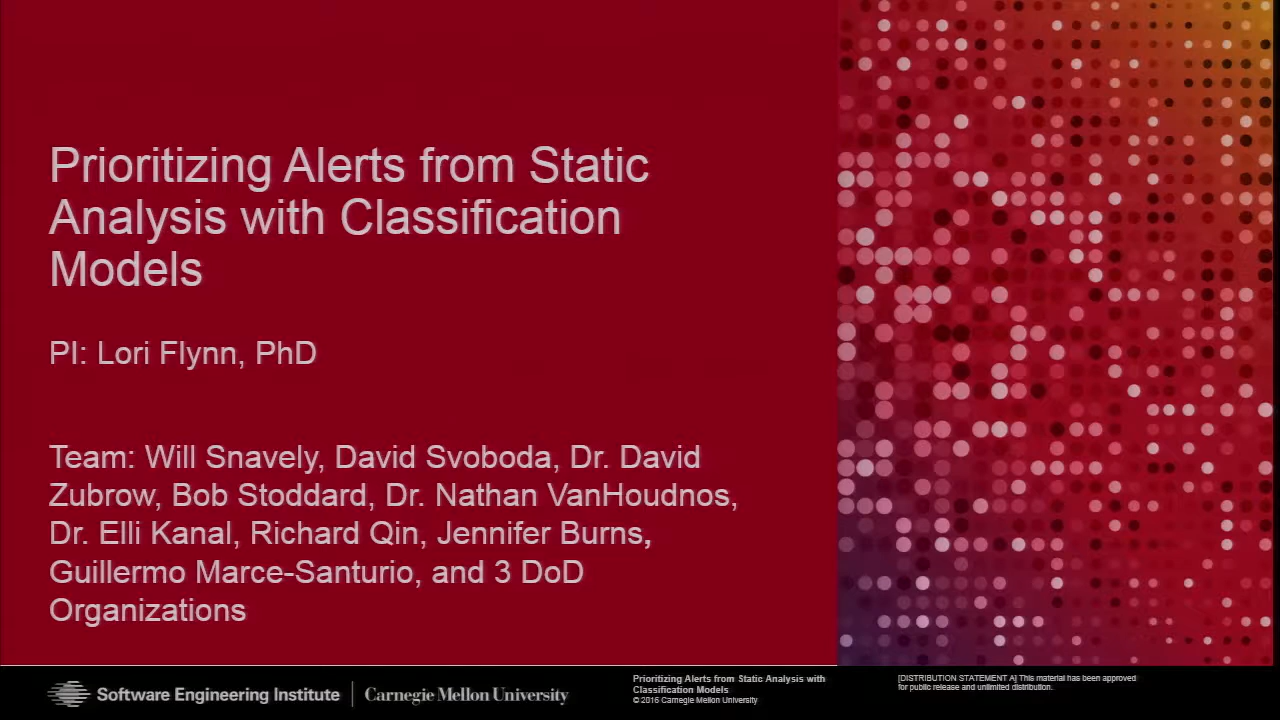 Prioritizing Alerts from Static
Analysis with Classification
Models
PI: Lori Flynn, PhD
Team: Will Snavely, David Svoboda, Dr. David
Zubrow, Bob Stoddard, Dr. Nathan VanHoudnos,
Dr. Elli Kanal, Richard Qin, Jennifer Burns,
Guillermo Marce-Santurio, and 3 DoD
Organizations
Software Engineering Institute | Carnegie Mellon University
Prioritizing Alerts from Static Analysis with
Classification Models
© 2016 Carnegie Mellon University
[DISTRIBUTION STATEMENT A] This material has been approved
for public release and unlimited distribution.